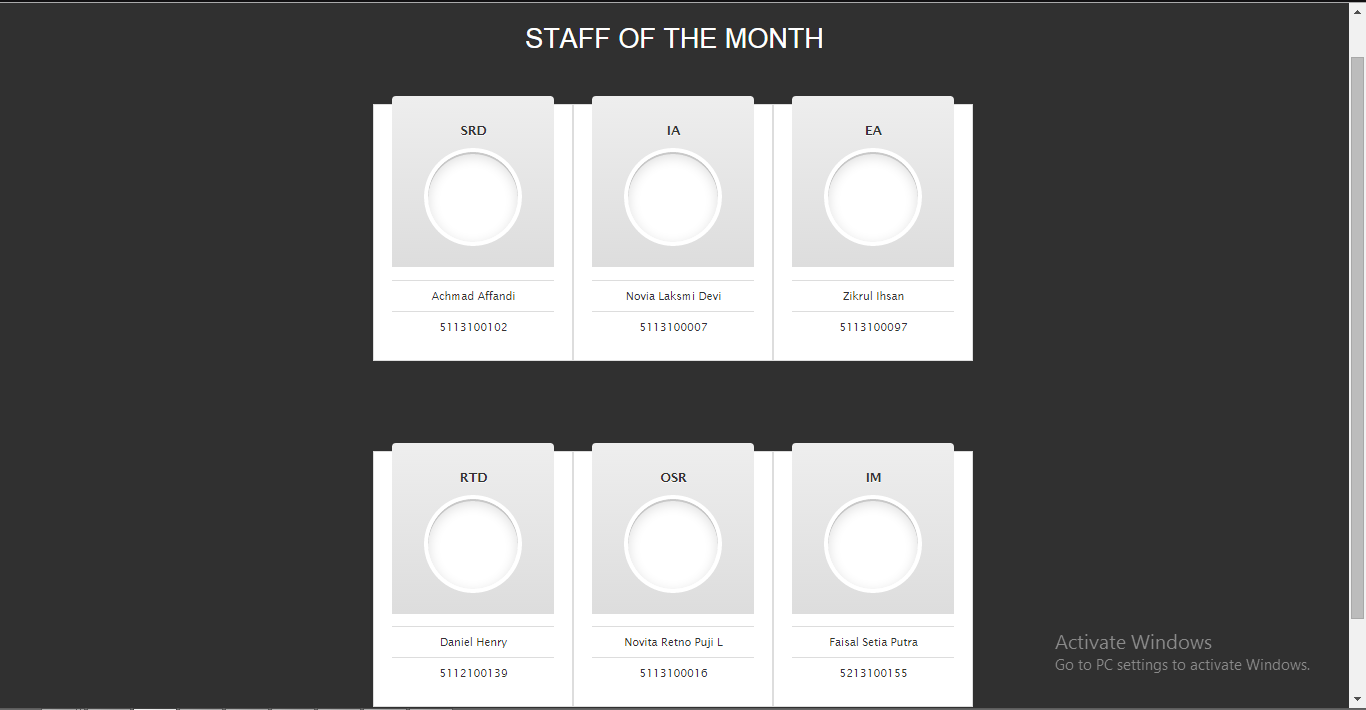 STAFF OF THE MONTH
SRD
IA
EA
Achmad Affandi
Novia Laksmi Devi
Zikrul Ihsan
5113100102
5113100007
5113100097
RTD
OSR
IM
Daniel Henry
Novita Retno Puji L
Faisal Setia Putra
5112100139
5113100016
5213100155
Activate Windows
Go to PC settings to activate Windows.